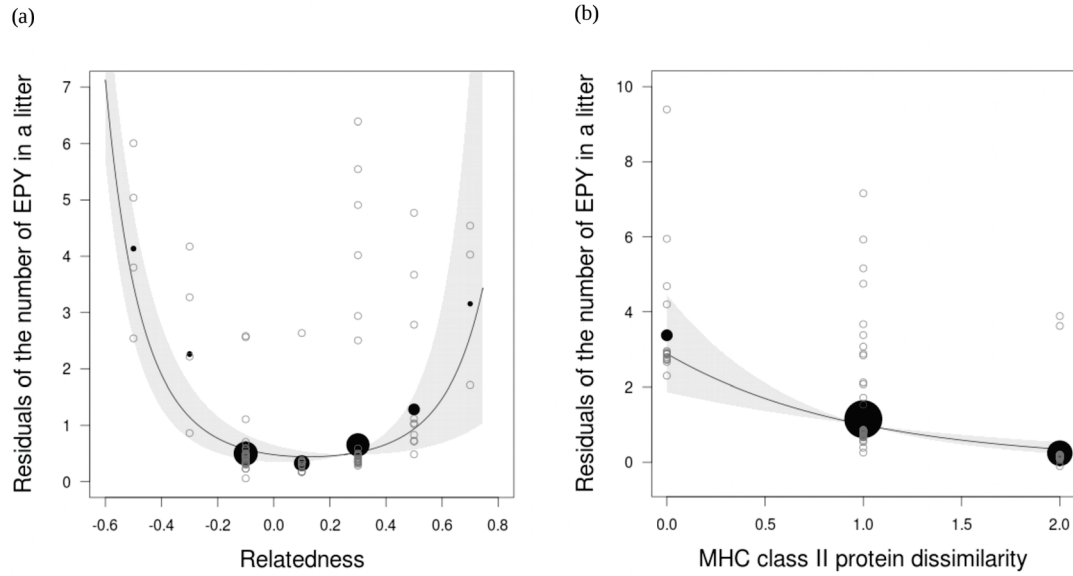 (a)
Residuals of the number of EPY in a litter
7
6
5
4
3
2
1
0
-0.6 -0.4 -0.2 0.0 -0.2 0.4 0.6 0.8
Relatedness
(b)
Residuals of the number of EPY in a litter
10
8
6
4
2
0
0.0 0.5 1.0 1.5 2.0
MHC class II protein dissimilarity